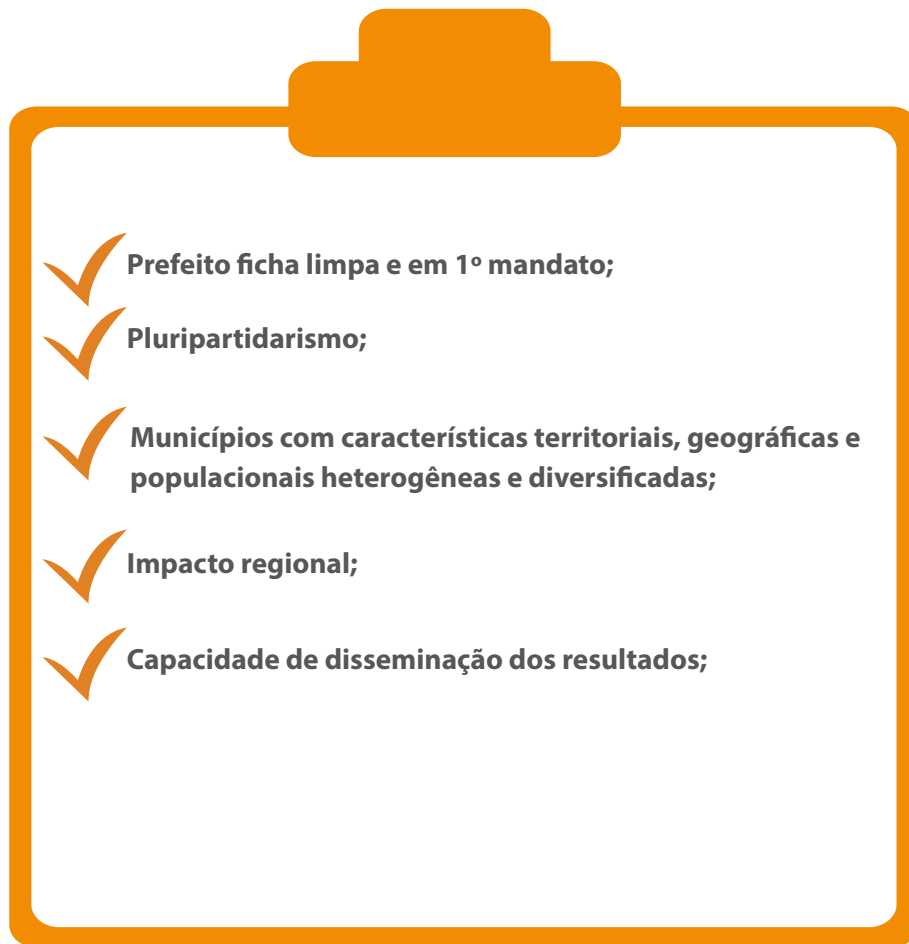 Prefeito ficha limpa e em 1º mandato;
Pluripartidarismo;
Municípios com características territoriais, geográficas e
populacionais heterogêneas e diversificadas;
Impacto regional;
Capacidade de disseminação dos resultados;